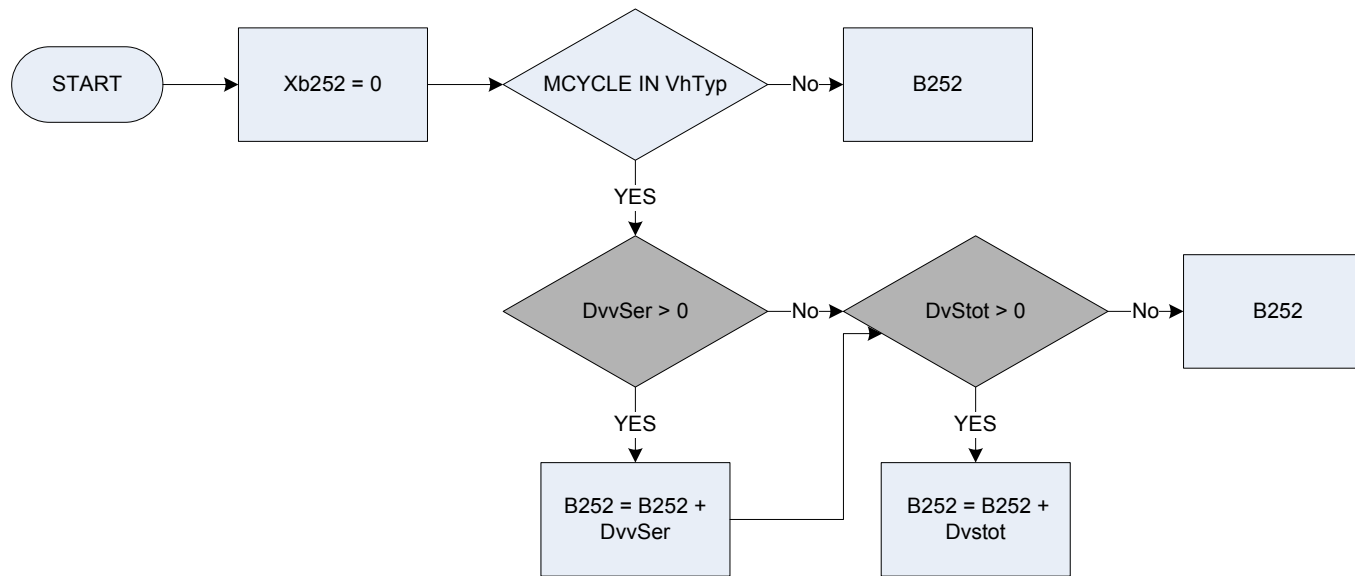 START
Xb252 = 0
MCYCLE IN VhTyp
No
B252
YES
DvvSer > 0
No
DvStot > 0
No
B252
YES
YES
B252 = B252 +
DvvSer
B252 = B252 +
Dvstot